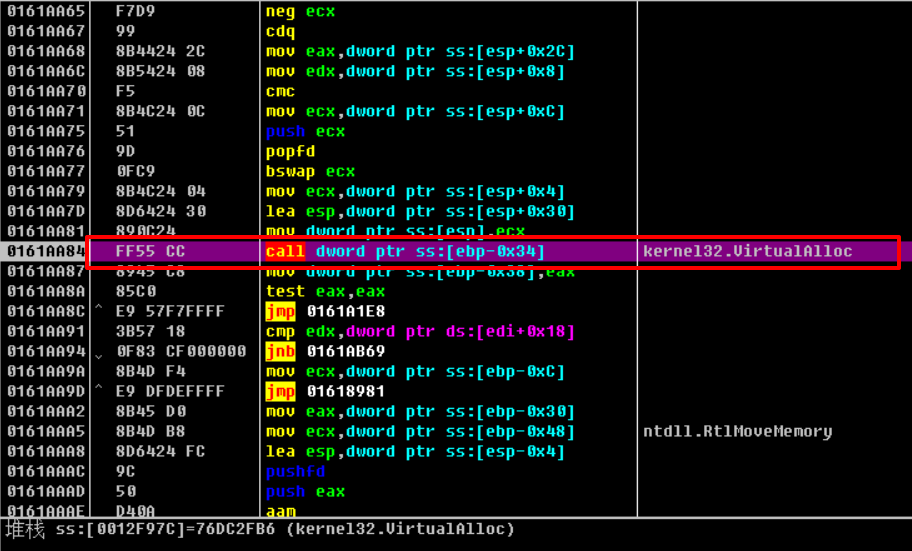 0161AA65 F7D9 neg ecx
0161AA67 99 cdq
0161AA68 8B4424 2C mov eax,dword ptr ss:[esp+0x2C]
0161AA6C 8B5424 08 mov edx,dword ptr ss:[esp+0x8]
0161AA70 F5 cmc
0161AA71 8B4C24 0C mov ecx,dword ptr ss:[esp+0xC]
0161AA75 51 push ecx
0161AA76 9D popfd
0161AA77 0FC9 bswap ecx
0161AA79 8B4C24 04 mov ecx,dword ptr ss:[esp+0x4]
0161AA7D 8D6424 30 lea esp,dword ptr ss:[esp+0x30]
0161AA81 890C24 mov dword ptr ss:[esp],ecx
0161AA84 FF55 CC call dword ptr ss:[ebp-0x34] kernel32.VirtualAlloc
0161AA87 8945 C8 mov dword ptr ss:[ebp-0x38],eax
0161AA8A 85C0 test eax,eax
0161AA8C ^ E9 57F7FFFF jmp 0161A1E8
0161AA91 3B57 18 cmp edx,dword ptr ds:[edi+0x18]
0161AA94 ⌄ 0F83 CF000000 jnb 0161AB69
0161AA9A 8B4D F4 mov ecx,dword ptr ss:[ebp-0xC]
0161AA9D ^ E9 DFDEFFFF jmp 01618981
0161AAA2 8B45 D0 mov eax,dword ptr ss:[ebp-0x30]
0161AAA5 8B4D B8 mov ecx,dword ptr ss:[ebp-0x48] ntdll.RtlMoveMemory
0161AAA8 8D6424 FC lea esp,dword ptr ss:[esp-0x4]
0161AAAC 9C pushfd
0161AAAD 50 push eax
0161AAAE D40A aam
堆栈 ss:[0012F97C]=76DC2FB6 (kernel32.VirtualAlloc)